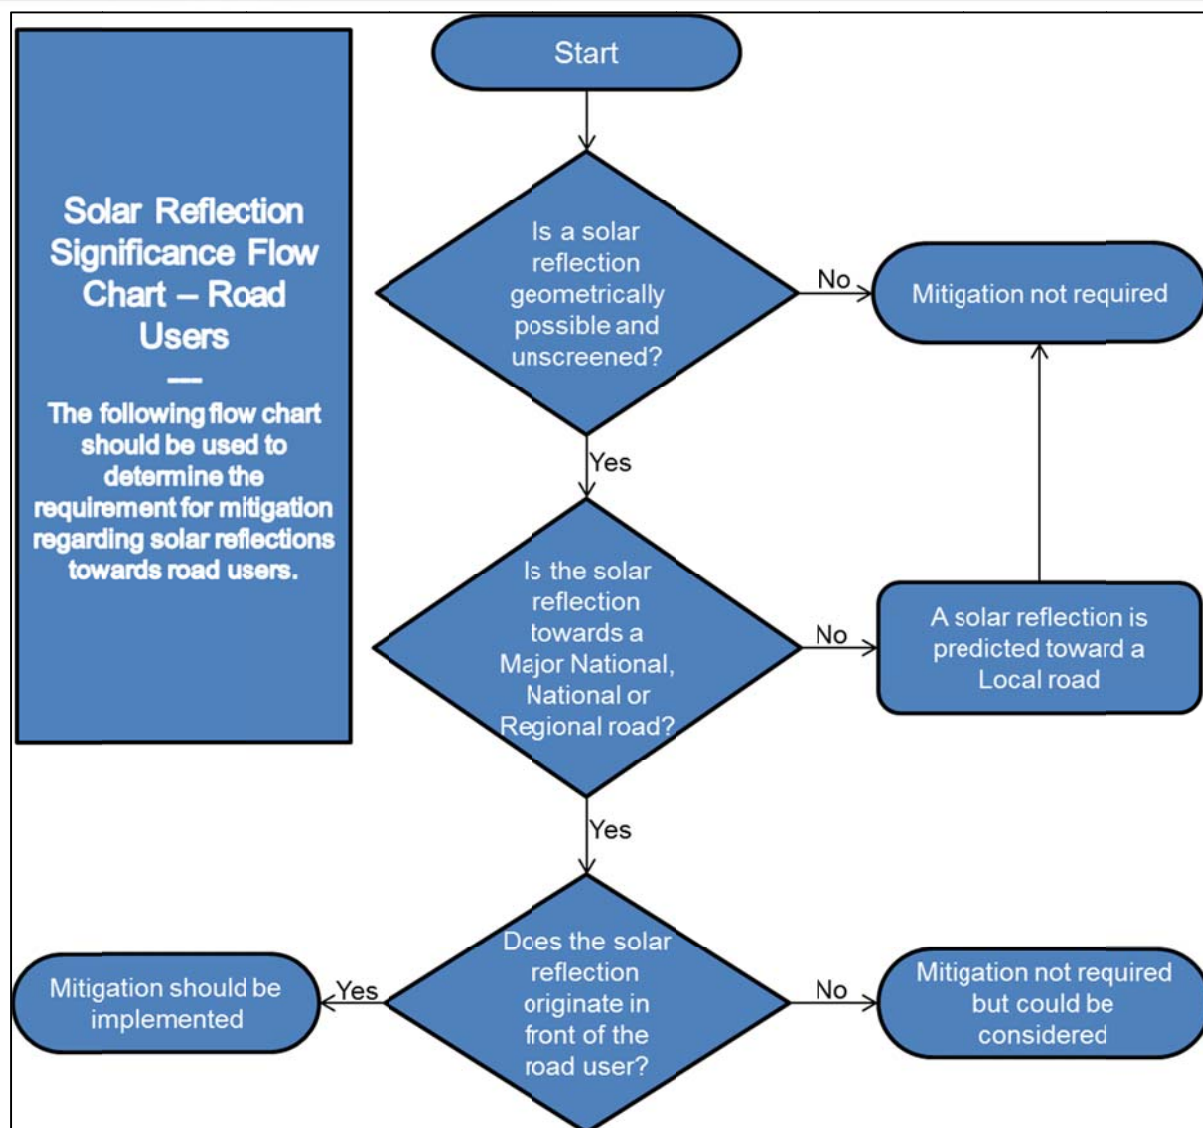 Solar Reflection
Significance Flow
Chart – Road
Users
---
The following flow chart
should be used to
determine the
requirement for mitigation
regarding solar reflections
towards road users.
Start
Is a solar
reflection
geometrically
possible and
unscreened?
No
Mitigation not required
Yes
Is the solar
reflection
towards a
Major National,
National or
Regional road?
No
A solar reflection is
predicted toward a
Local road
Yes
Does the solar
reflection
originate in
front of the
road user?
Yes
Mitigation should be
implemented
No
Mitigation not required
but could be
considered